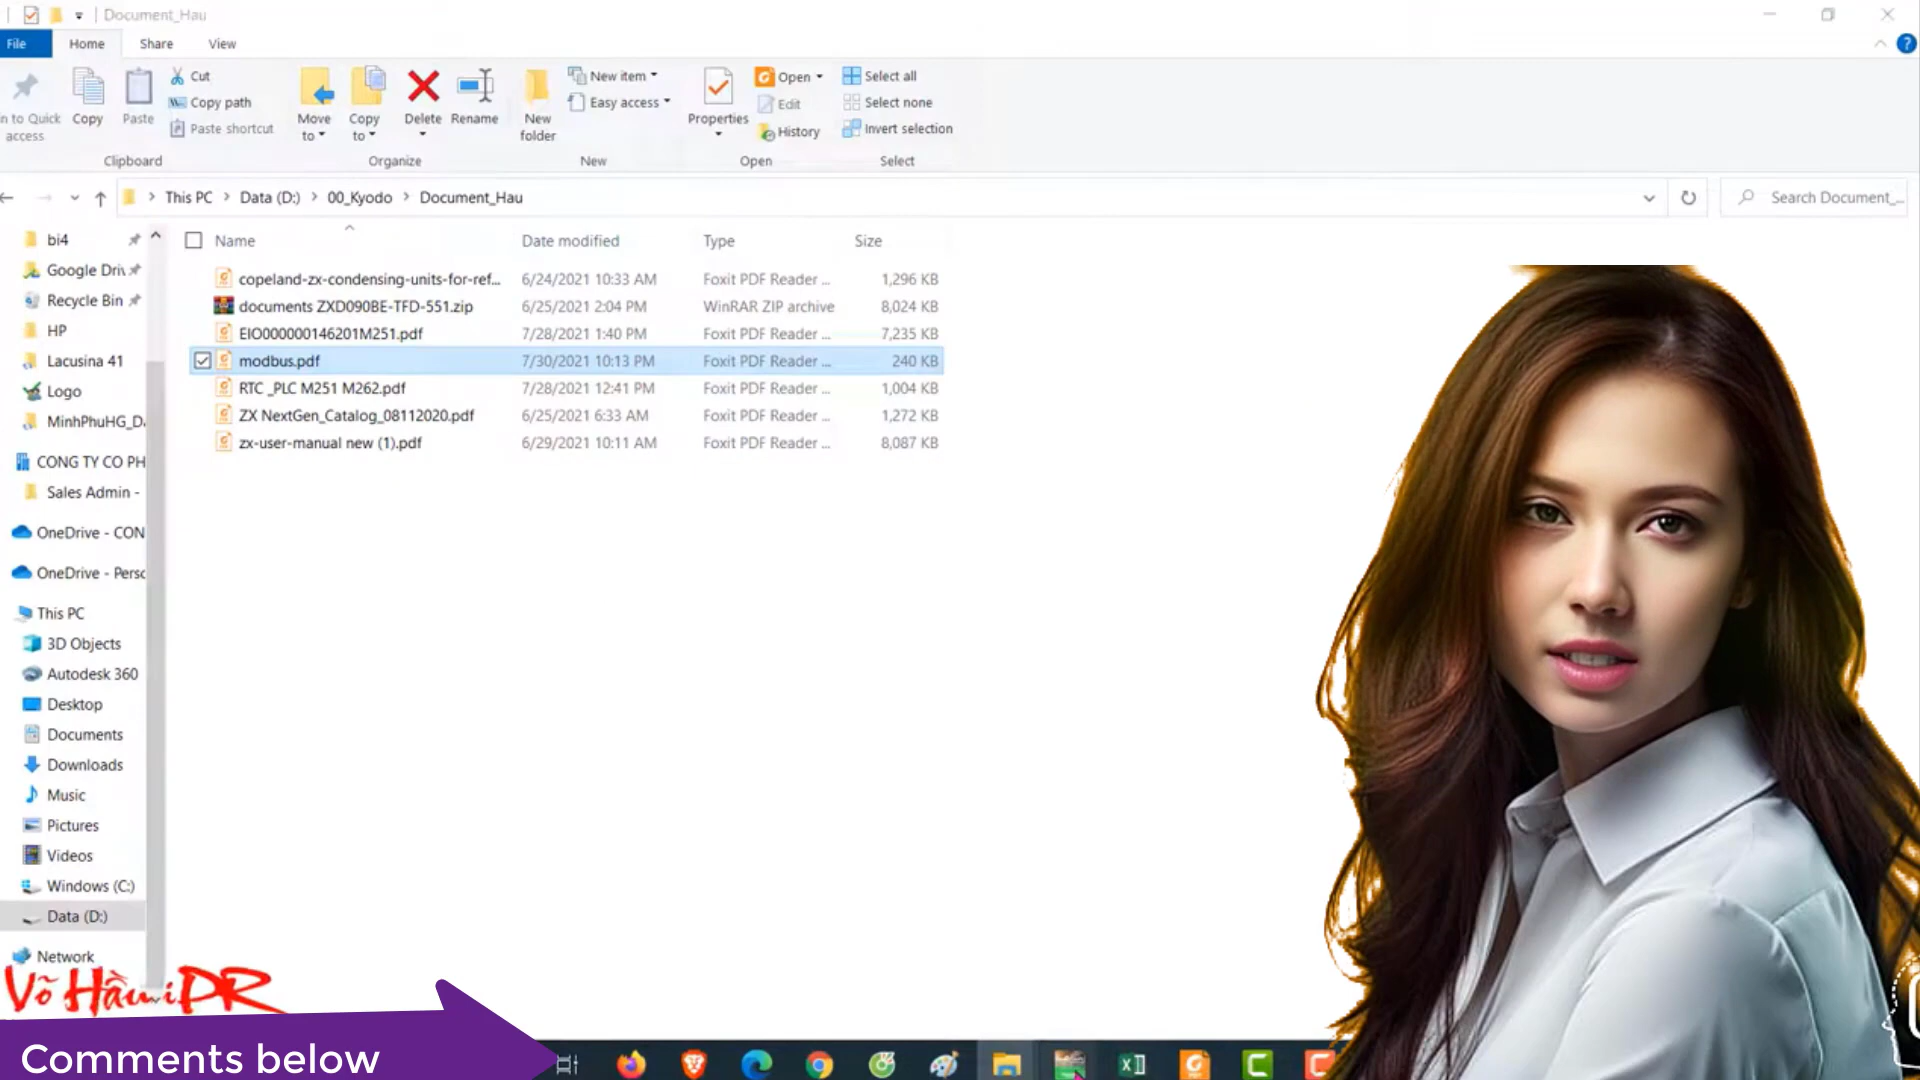 Document_Hau
File Home Share View
Cut
Copy path
Paste shortcut
n to Quick access
Copy
Paste
Move to
Copy to
Delete
Rename
New folder
New item
Easy access
Properties
Open
Edit
History
Select all
Select none
Invert selection
Clipboard Organize New Open Select
This PC Data (D:) 00_Kyodo Document_Hau
Search Document_...
Name Date modified Type Size
copeland-zx-condensing-units-for-ref... 6/24/2021 10:33 AM Foxit PDF Reader ... 1,296 KB
documents ZXD090BE-TFD-551.zip 6/25/2021 2:04 PM WinRAR ZIP archive 8,024 KB
EIO000000146201M251.pdf 7/28/2021 1:40 PM Foxit PDF Reader ... 7,235 KB
modbus.pdf 7/30/2021 10:13 PM Foxit PDF Reader ... 240 KB
RTC _PLC M251 M262.pdf 7/28/2021 12:41 PM Foxit PDF Reader ... 1,004 KB
ZX NextGen_Catalog_08112020.pdf 6/25/2021 6:33 AM Foxit PDF Reader ... 1,272 KB
zx-user-manual new (1).pdf 6/29/2021 10:11 AM Foxit PDF Reader ... 8,087 KB
bi4
Google Driv
Recycle Bin
HP
Lacusina 41
Logo
MinhPhuHG_D
CONG TY CO PH
Sales Admin -
OneDrive - CON
OneDrive - Perso
This PC
3D Objects
Autodesk 360
Desktop
Documents
Downloads
Music
Pictures
Videos
Windows (C:)
Data (D:)
Network
Comments below